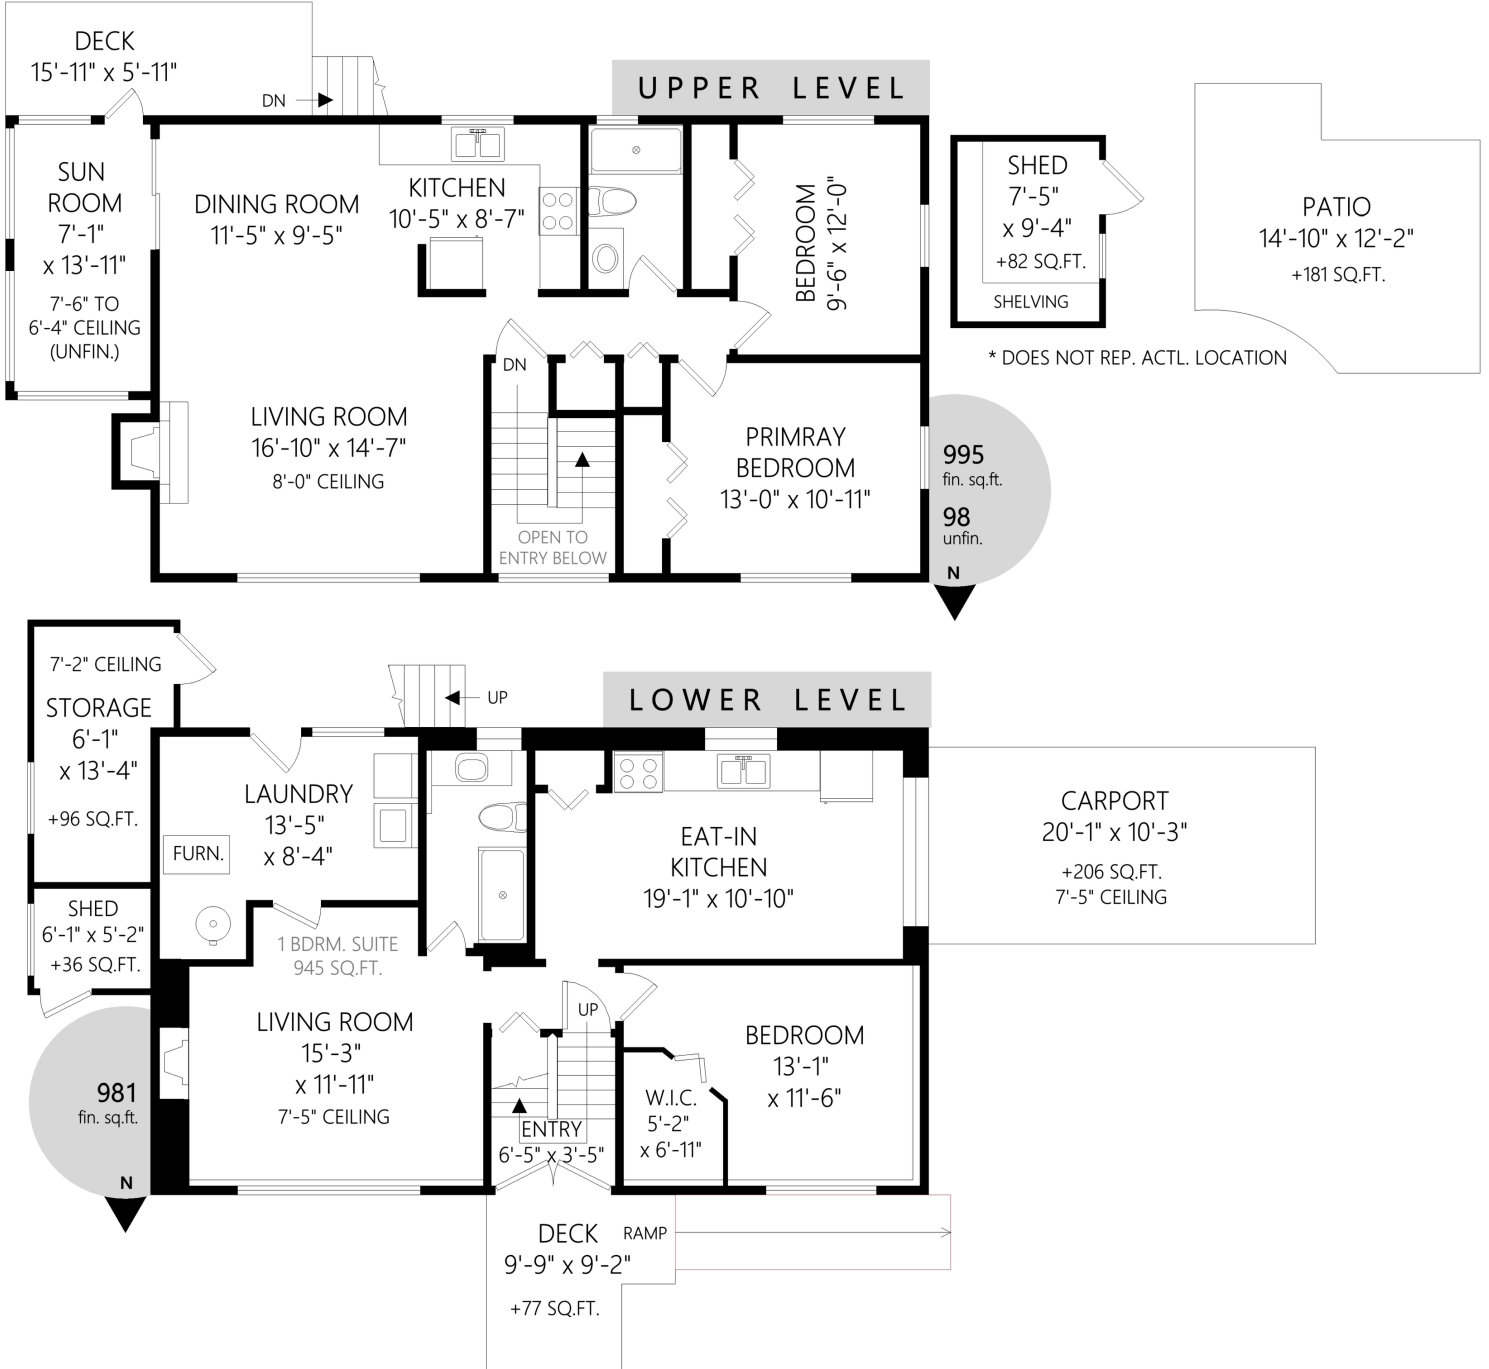 DECK
15'-11" x 5'-11"
DN
UPPER LEVEL
SUN
ROOM
7'-1"
x 13'-11"
7'-6" TO
6'-4" CEILING
(UNFIN.)
DINING ROOM
11'-5" x 9'-5"
KITCHEN
10'-5" x 8'-7"
BEDROOM
9'-6" x 12'-0"
SHED
7'-5"
x 9'-4"
+82 SQ.FT.
SHELVING
PATIO
14'-10" x 12'-2"
+181 SQ.FT.
* DOES NOT REP. ACTL. LOCATION
LIVING ROOM
16'-10" x 14'-7"
8'-0" CEILING
DN
OPEN TO
ENTRY BELOW
PRIMRAY
BEDROOM
13'-0" x 10'-11"
995
fin. sq.ft.
98
unfin.
N
7'-2" CEILING
STORAGE
6'-1"
x 13'-4"
+96 SQ.FT.
UP
LOWER LEVEL
LAUNDRY
13'-5"
x 8'-4"
FURN.
EAT-IN
KITCHEN
19'-1" x 10'-10"
CARPORT
20'-1" x 10'-3"
+206 SQ.FT.
7'-5" CEILING
SHED
6'-1" x 5'-2"
+36 SQ.FT.
1 BDRM. SUITE
945 SQ.FT.
LIVING ROOM
15'-3"
x 11'-11"
7'-5" CEILING
UP
BEDROOM
13'-1"
x 11'-6"
W.I.C.
5'-2"
x 6'-11"
ENTRY
6'-5" x 3'-5"
981
fin. sq.ft.
N
DECK
9'-9" x 9'-2"
+77 SQ.FT.
RAMP